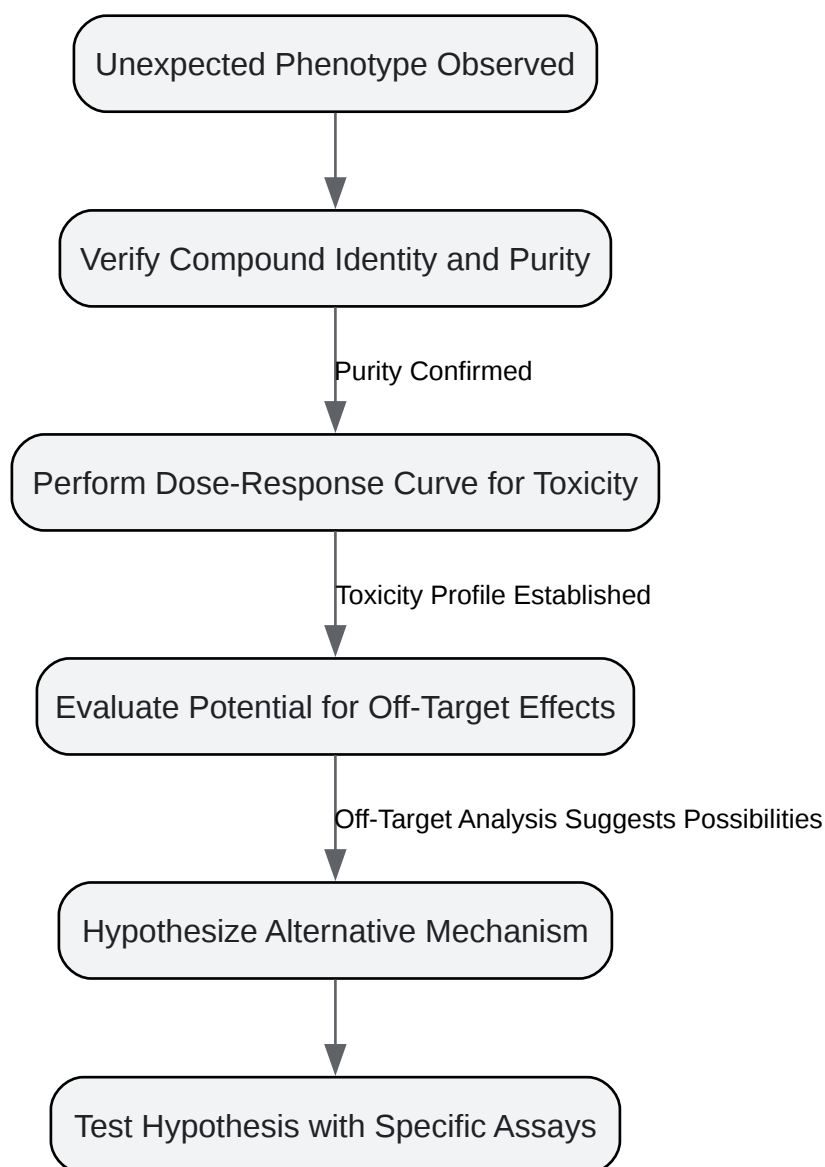 Unexpected Phenotype Observed
Verify Compound Identity and Purity
Purity Confirmed
Perform Dose-Response Curve for Toxicity
Toxicity Profile Established
Evaluate Potential for Off-Target Effects
Off-Target Analysis Suggests Possibilities
Hypothesize Alternative Mechanism
Test Hypothesis with Specific Assays